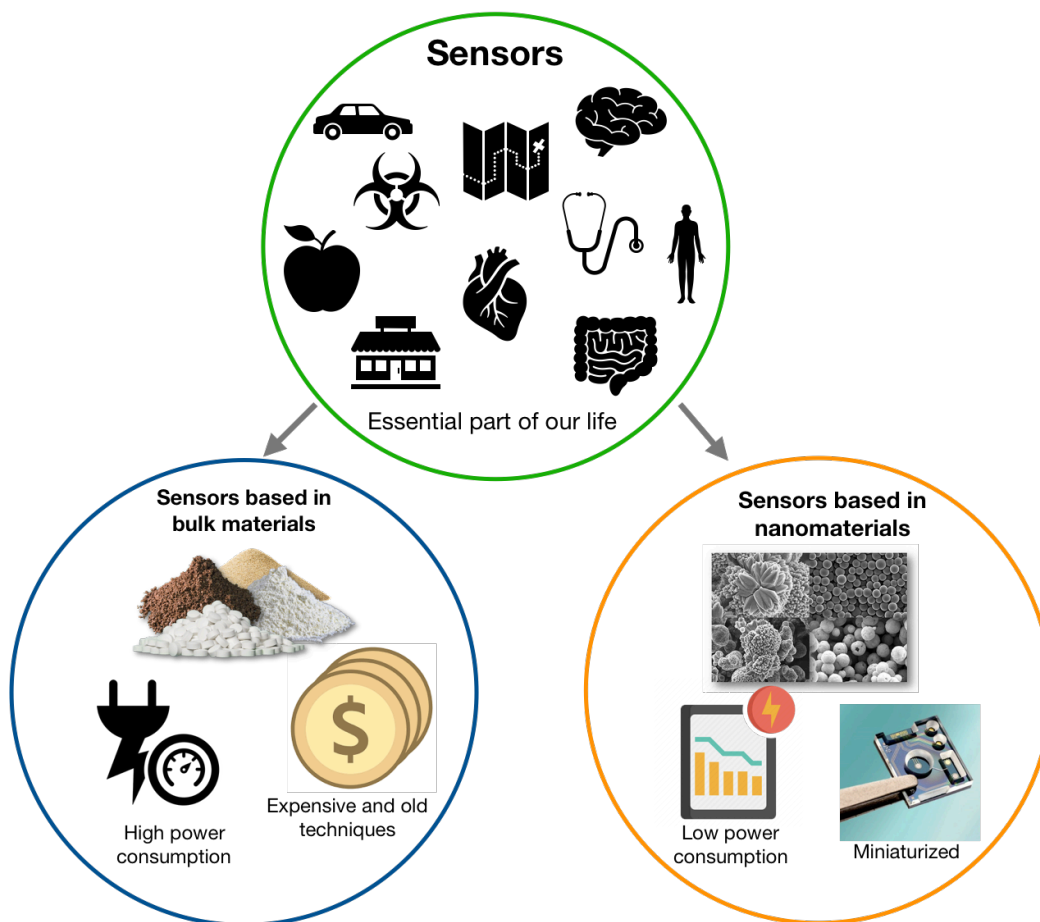 Sensors
Essential part of our life
Sensors based in
bulk materials
$
Expensive and old
techniques
High power
consumption
Sensors based in
nanomaterials
Low power
consumption
Miniaturized